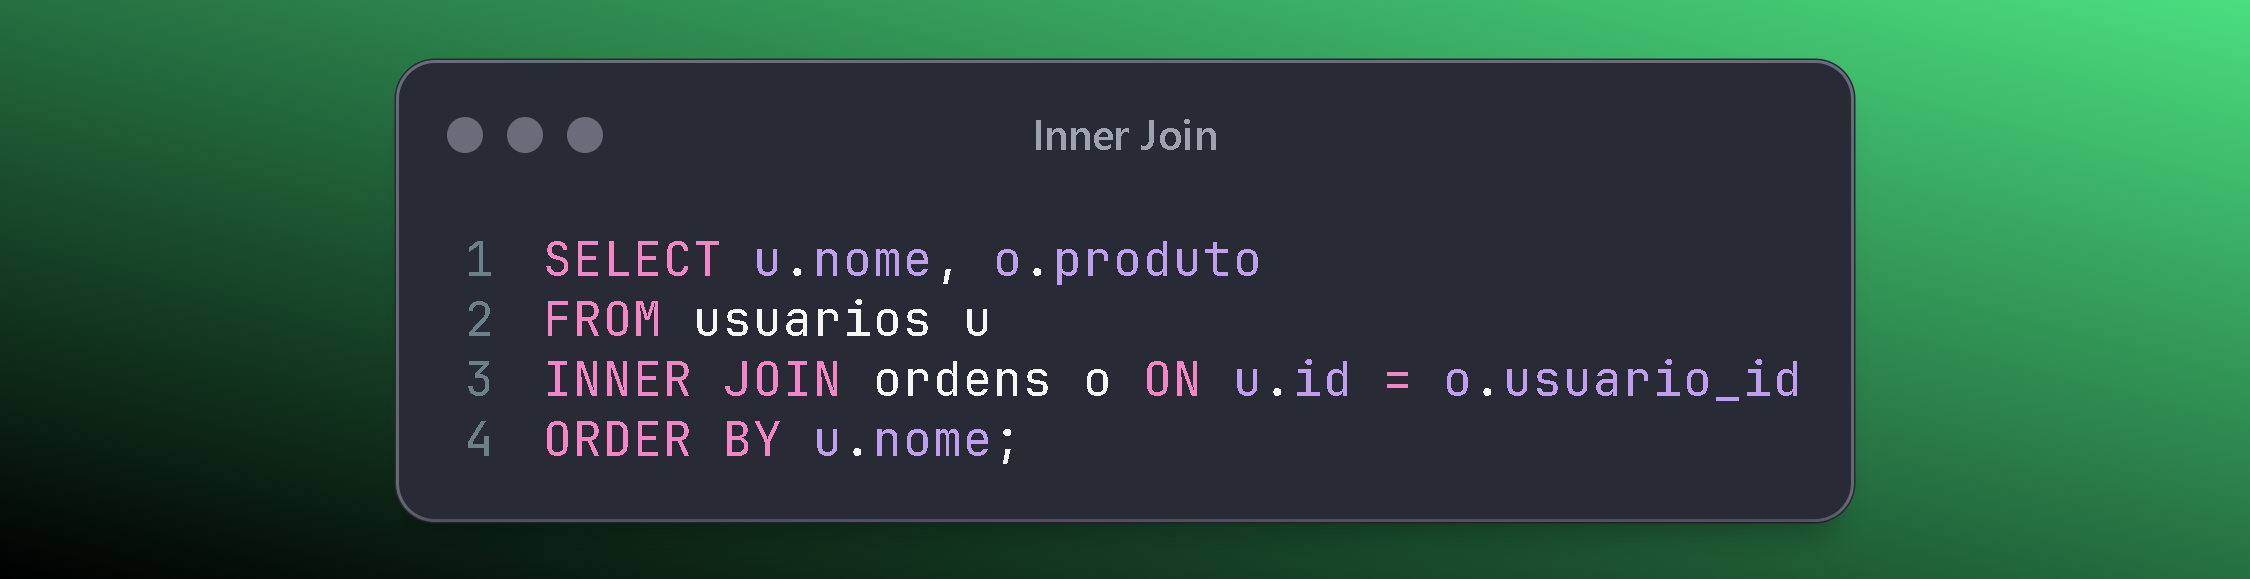 Inner Join
1 SELECT u.nome, o.produto
2 FROM usuarios u
3 INNER JOIN ordens o ON u.id = o.usuario_id
4 ORDER BY u.nome;